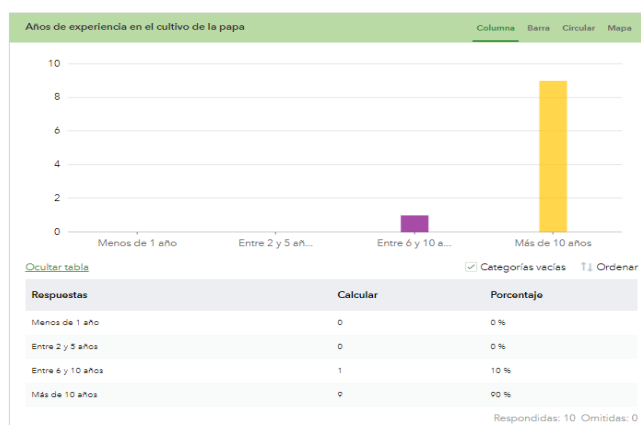 Años de experiencia en el cultivo de la papa
Columna Barra Circular Mapa
10
8
6
4
2
0
Menos de 1 año Entre 2 y 5 añ... Entre 6 y 10 a... Más de 10 años
Ocultar tabla Categorías vacías Ordenar
Respuestas Calcular Porcentaje
Menos de 1 año 0 0 %
Entre 2 y 5 años 0 0 %
Entre 6 y 10 años 1 10 %
Más de 10 años 9 90 %
Respondidas: 10 Omitidas: 0